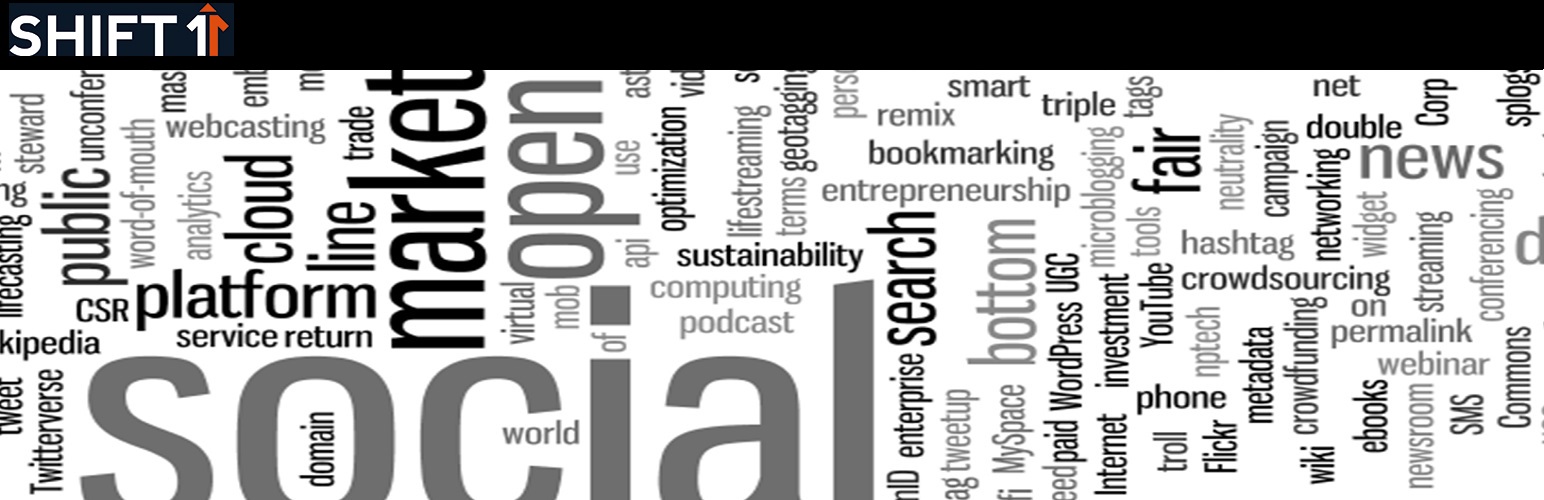 SHIFT
steward
public
unconfer
word-of-mouth
webcasting
analytics
cloud
trade
line
market
open
use
api
optimization
lifestreaming
geotagging
terms
smart
remix
triple
tags
bookmarking
entrepreneurship
microblogging
fair
tools
neutrality
campaign
net
double
Corp
splog
networking
news
widget
streaming
conferencing
hashtag
crowdsourcing
on
permalink
webinar
CSR
platform
service return
kipedia
virtual
mob
of
sustainability
computing
podcast
search
bottom
UGC
WordPress
paid
investment
YouTube
nptech
metadata
crowdfunding
Commons
tweet
Twitterverse
social
domain
world
enterprise
tweetup
MySpace
Internet
phone
troll
Flickr
wiki
ebooks
newsroom
SMS